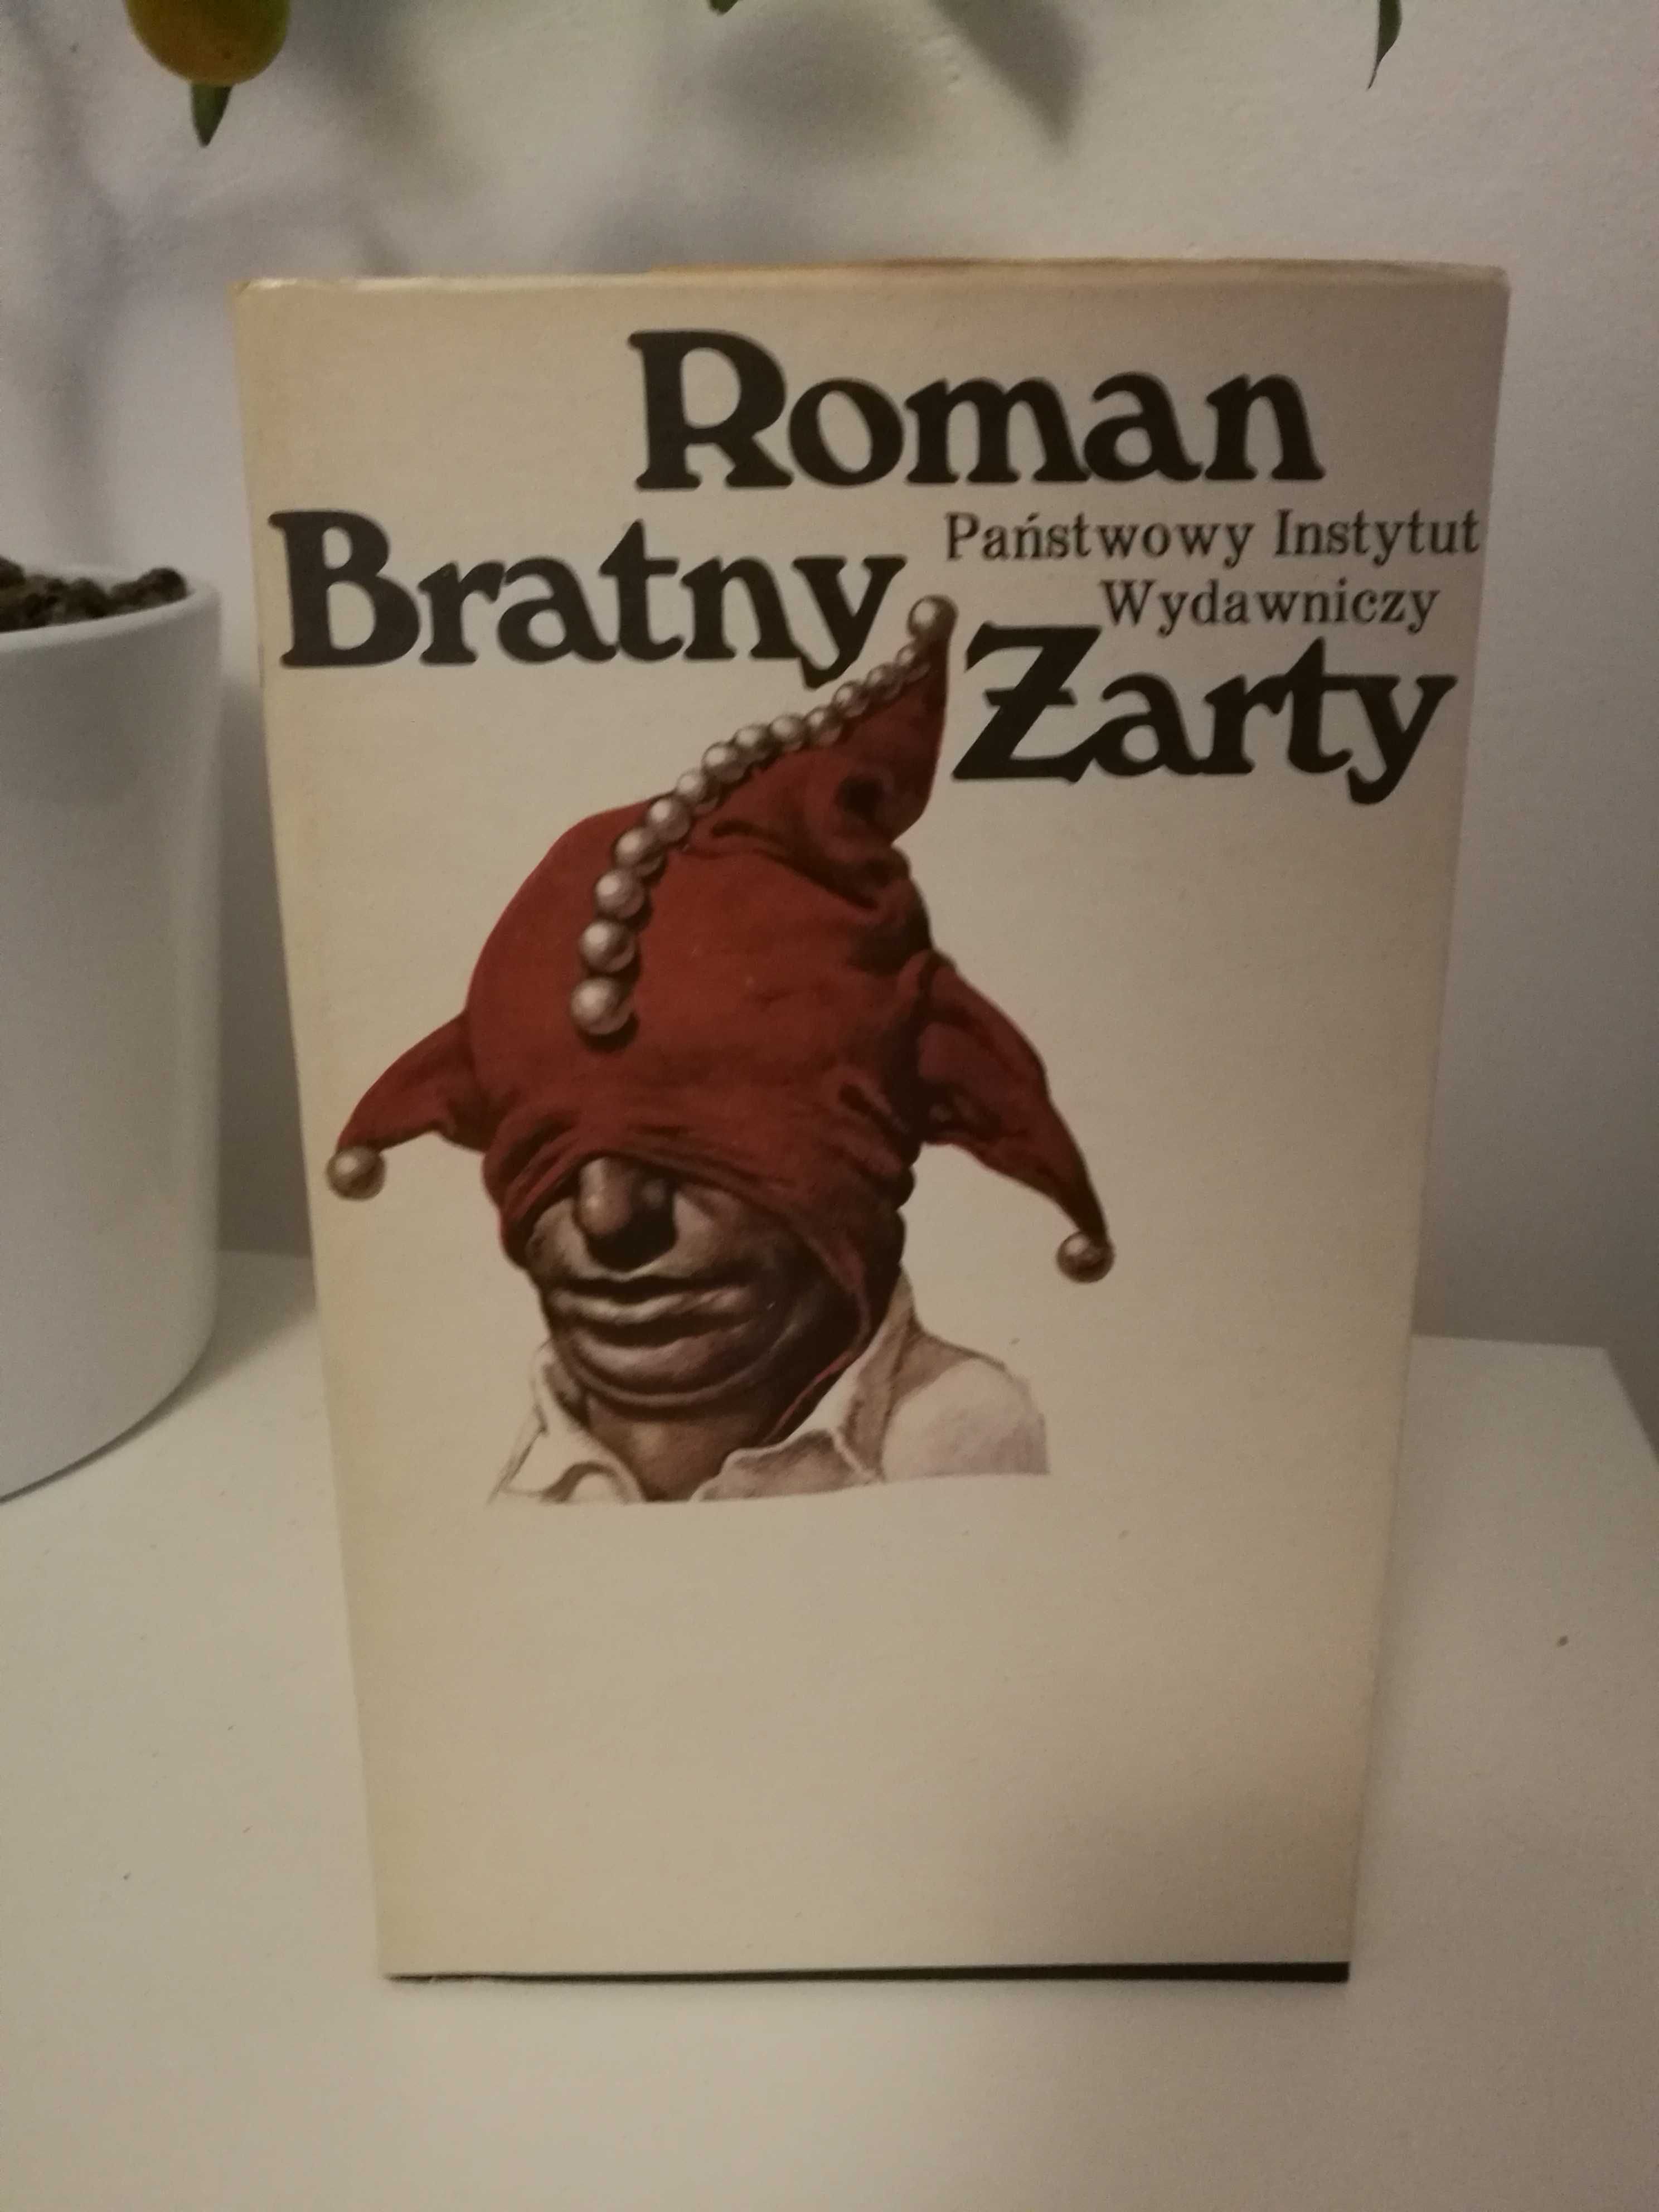 Roman
Bratny
Państwowy Instytut
Wydawniczy
Żarty